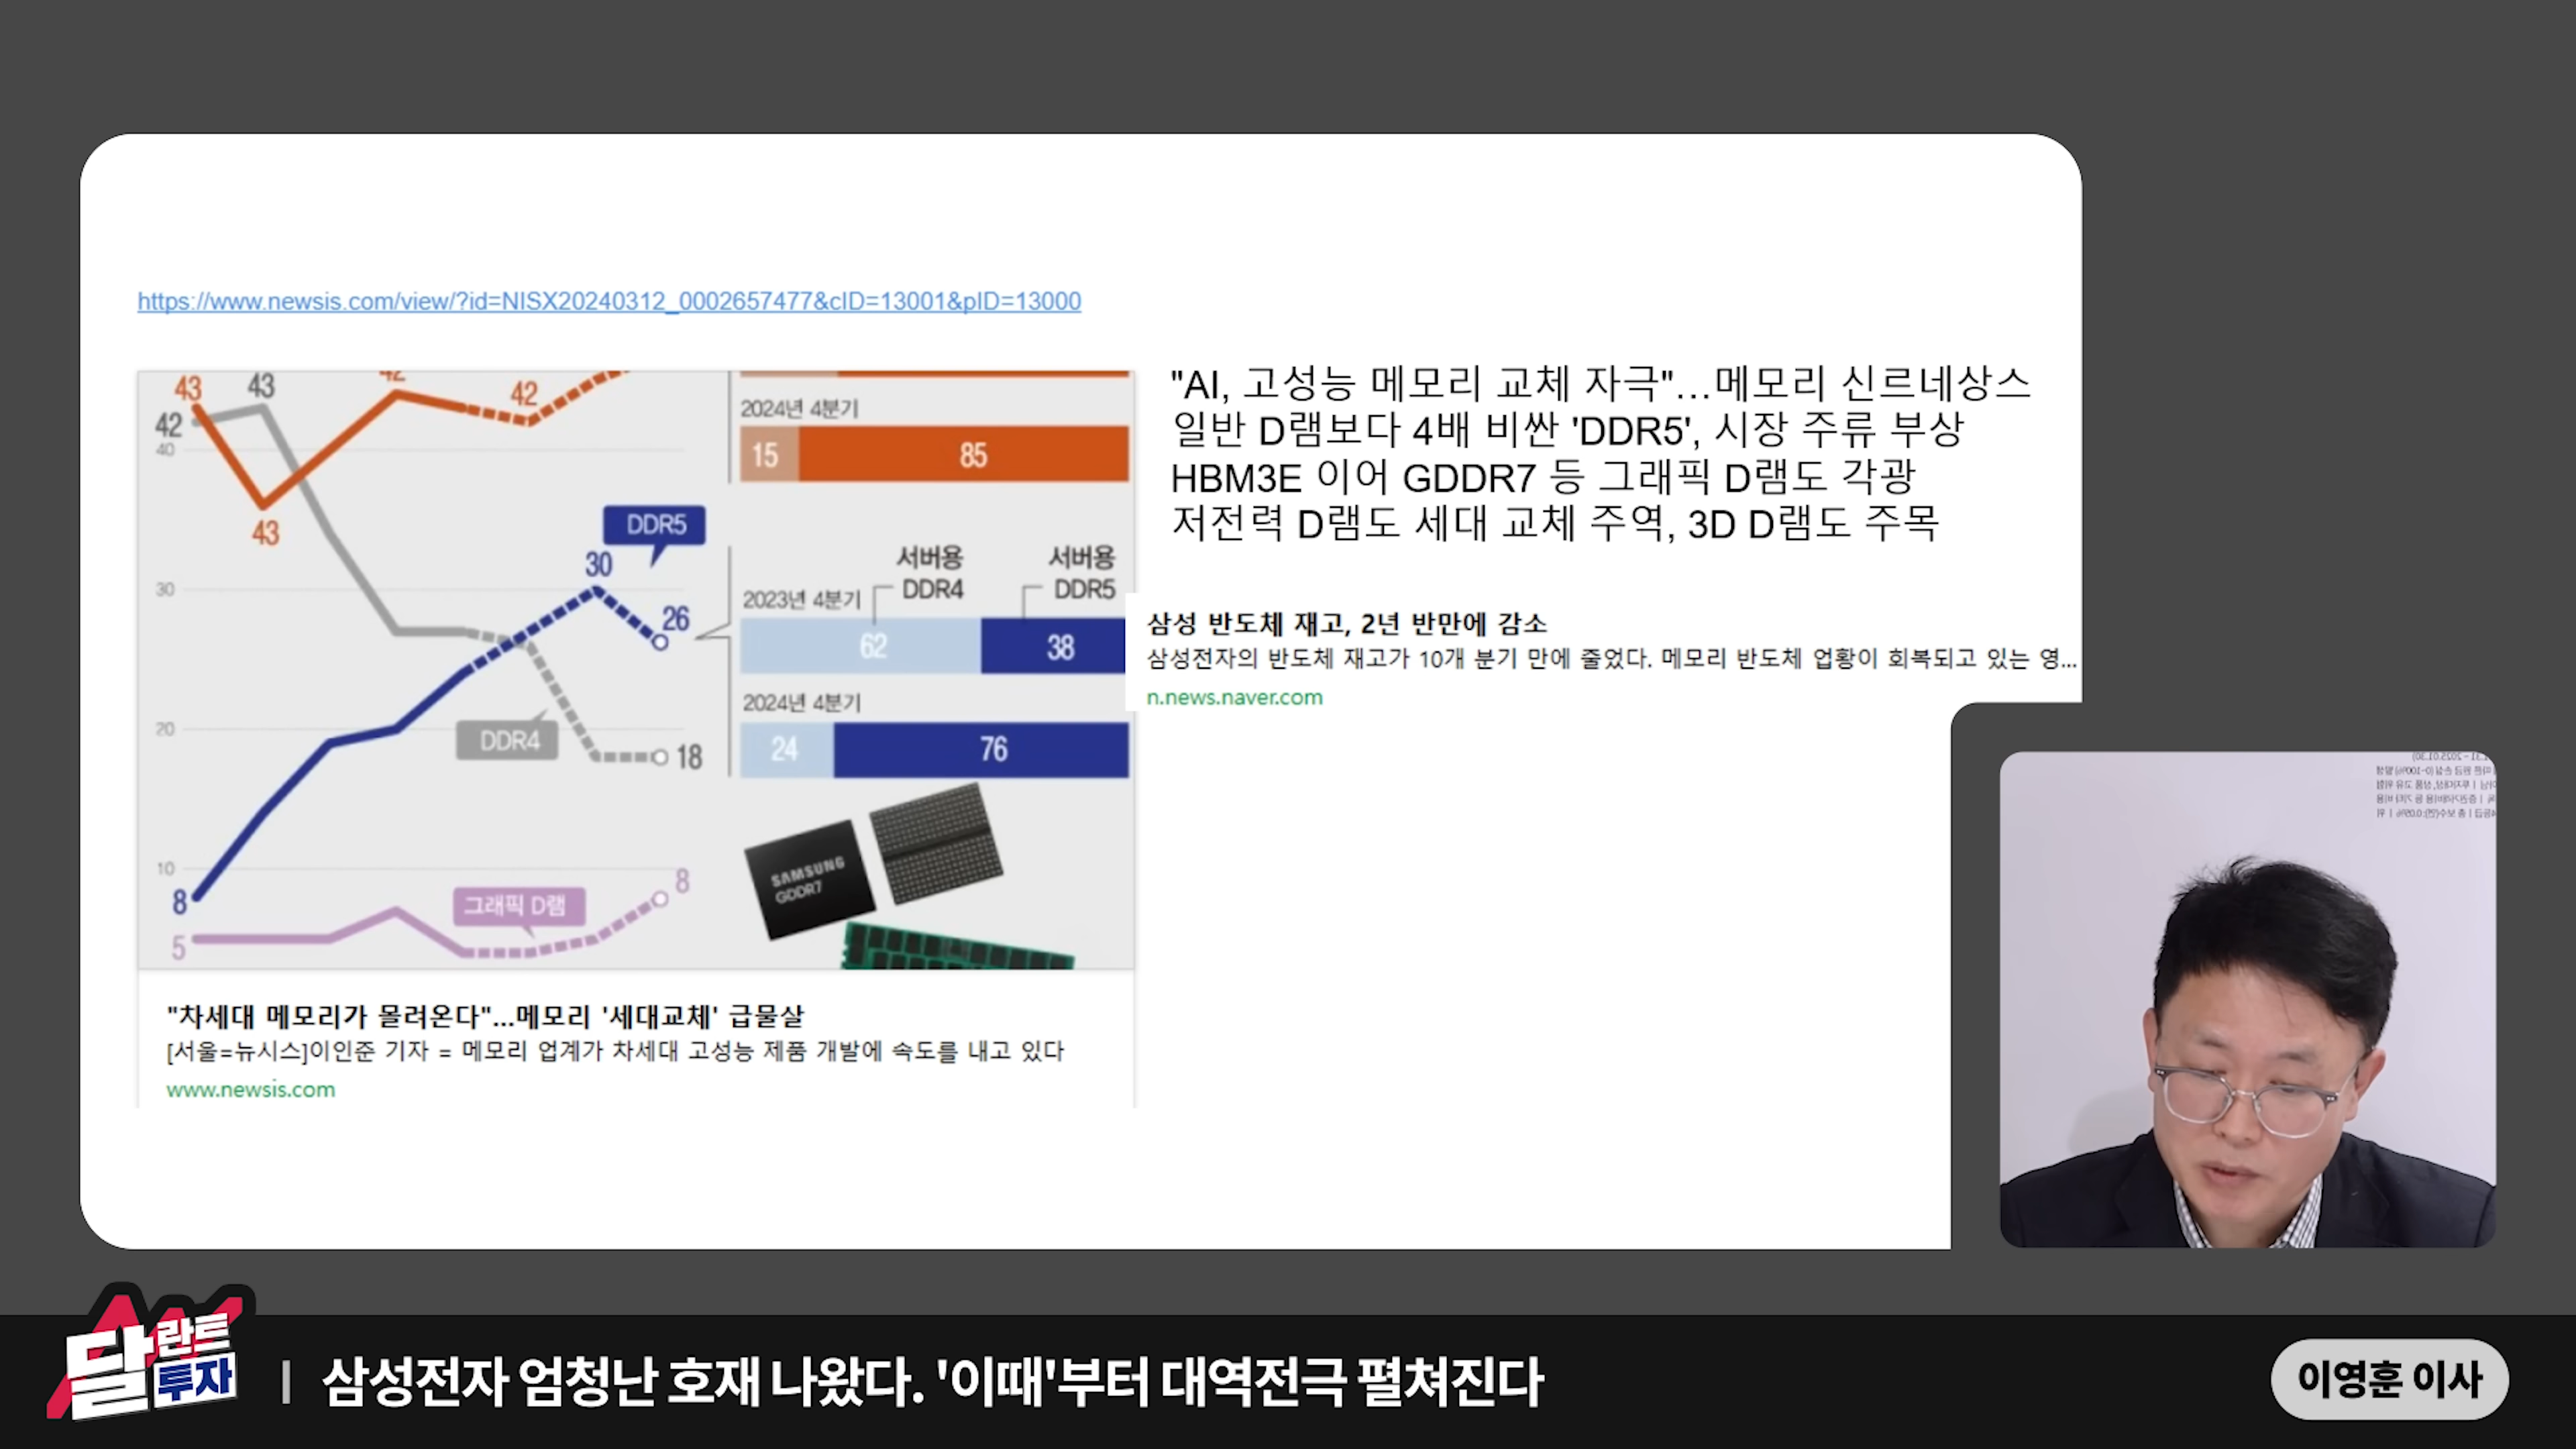 https://www.newsis.com/view/?id=NISX20240312_0002657477&cID=13001&pID=13000
43
43
42
42
42
40
43
30
20
10
DDR5
30
26
DDR4
18
8
그래픽 D램
8
5
2024년 4분기
15
85
서버용
DDR4
서버용
DDR5
2023년 4분기
62
38
2024년 4분기
24
76
SAMSUNG
GDDR7
"차세대 메모리가 몰려온다"...메모리 '세대교체' 급물살
[서울=뉴시스]이인준 기자 = 메모리 업계가 차세대 고성능 제품 개발에 속도를 내고 있다
www.newsis.com
"AI, 고성능 메모리 교체 자극"…메모리 신르네상스
일반 D램보다 4배 비싼 'DDR5', 시장 주류 부상
HBM3E 이어 GDDR7 등 그래픽 D램도 각광
저전력 D램도 세대 교체 주역, 3D D램도 주목
삼성 반도체 재고, 2년 반만에 감소
삼성전자의 반도체 재고가 10개 분기 만에 줄었다. 메모리 반도체 업황이 회복되고 있는 영...
n.news.naver.com
달란트
투자
삼성전자 엄청난 호재 나왔다. '이때'부터 대역전극 펼쳐진다
이영훈 이사